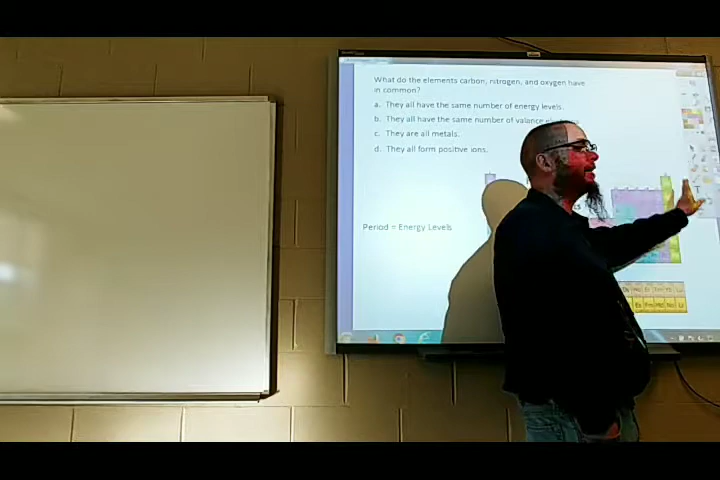 What do the elements carbon, nitrogen, and oxygen have
in common?
a. They all have the same number of energy levels.
b. They all have the same number of valance
c. They are all metals.
d. They all form positive ions.
Period = Energy Levels